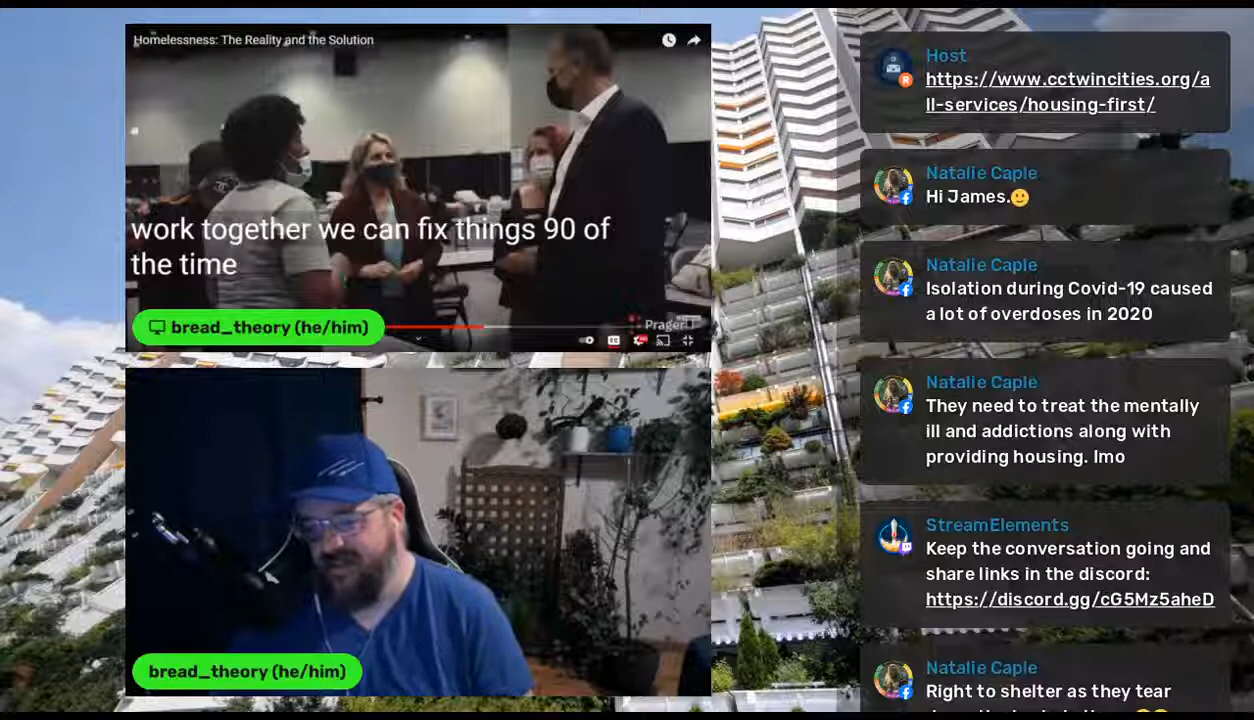 Homelessness: The Reality and the Solution
work together we can fix things 90 of
the time
bread_theory (he/him)
Prager
bread_theory (he/him)
Host
https://www.cctwincities.org/a
ll-services/housing-first/
Natalie Caple
Hi James.🙂
Natalie Caple
Isolation during Covid-19 caused
a lot of overdoses in 2020
Natalie Caple
They need to treat the mentally
ill and addictions along with
providing housing. Imo
StreamElements
Keep the conversation going and
share links in the discord:
https://discord.gg/cG5Mz5aheD
Natalie Caple
Right to shelter as they tear